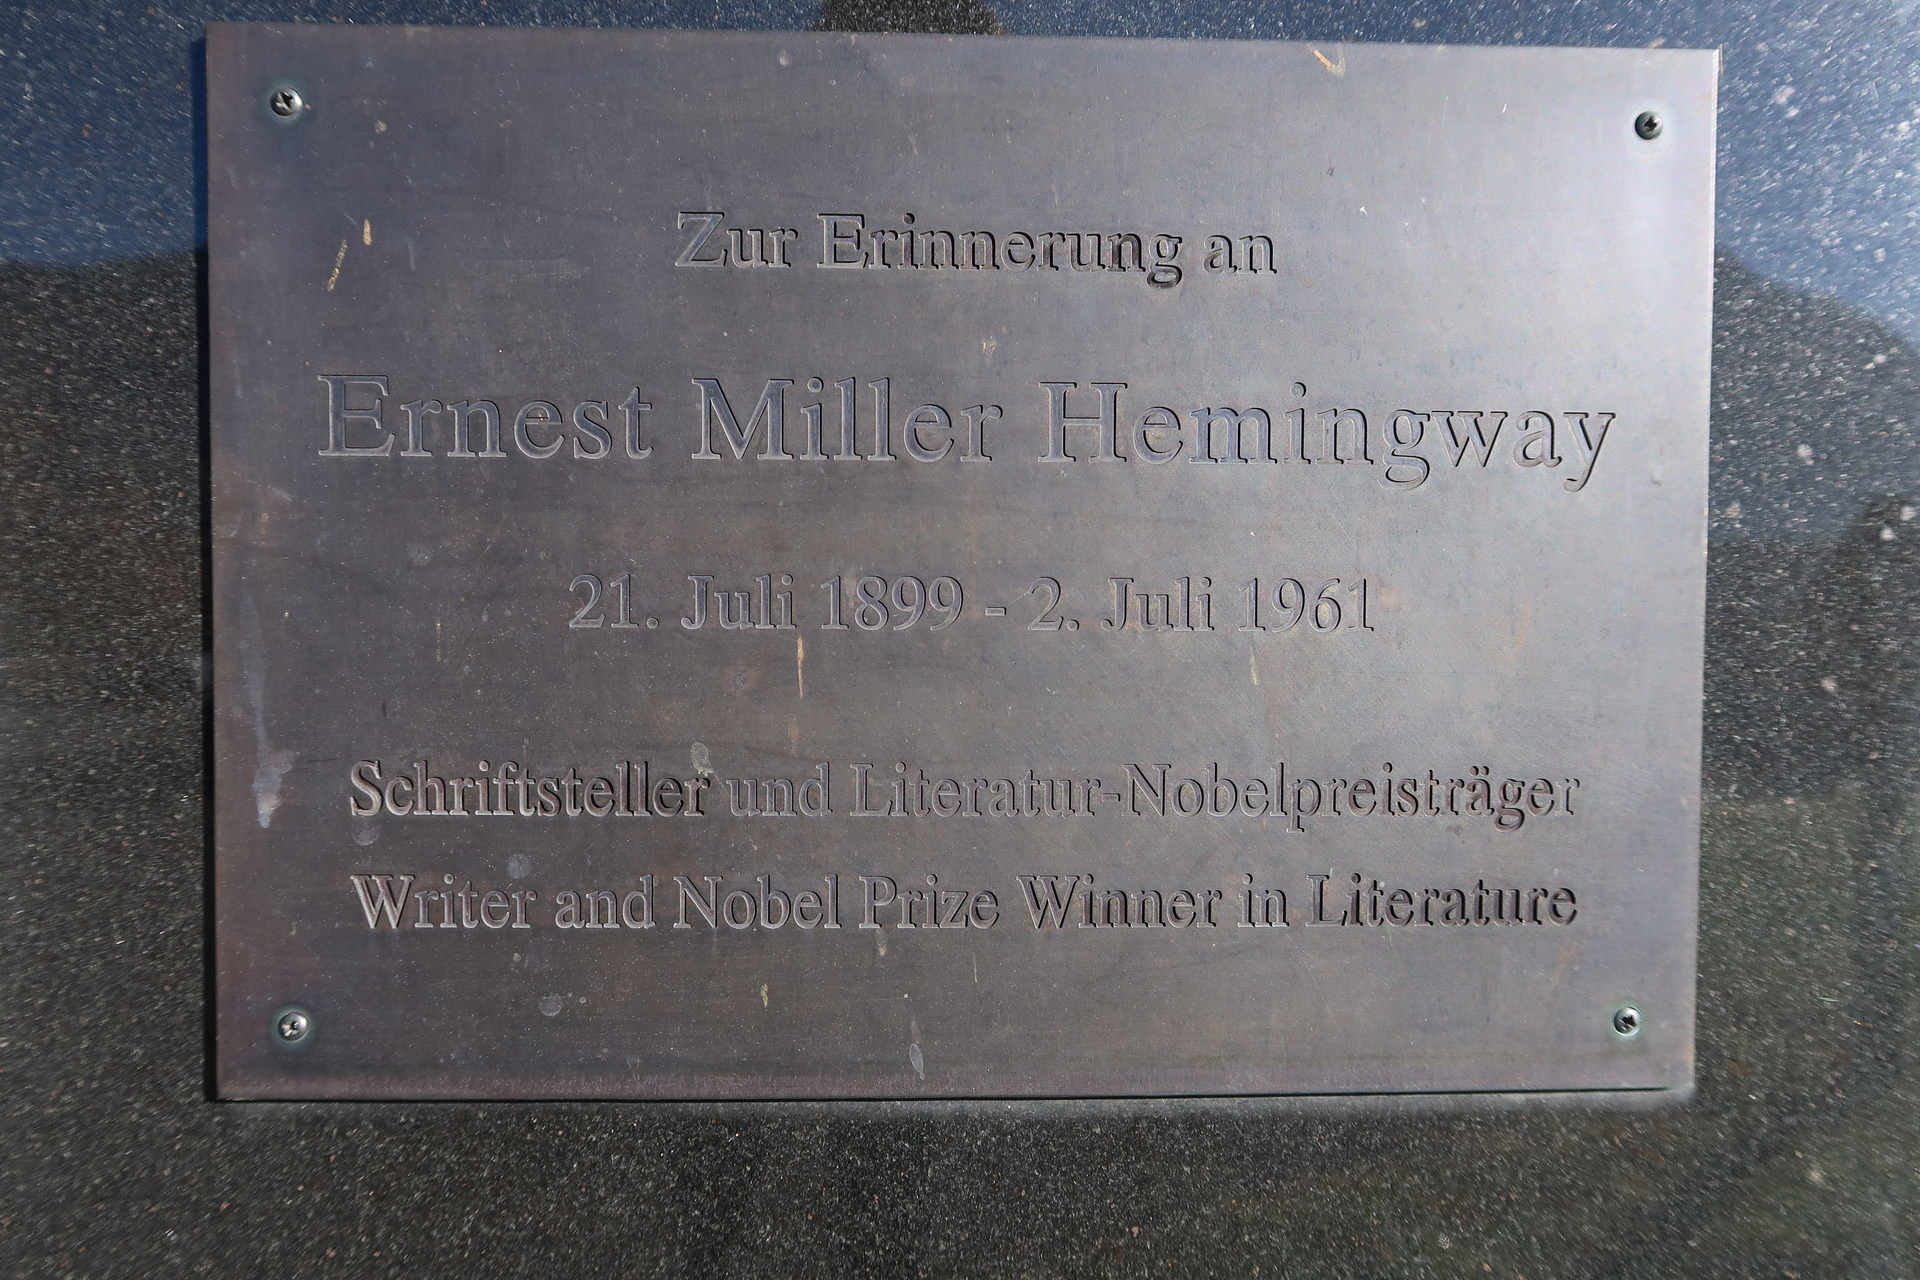 Zur Erinnerung an
Ernest Miller Hemingway
21. Juli 1899 - 2. Juli 1961
Schriftsteller und Literatur-Nobelpreisträger
Writer and Nobel Prize Winner in Literature